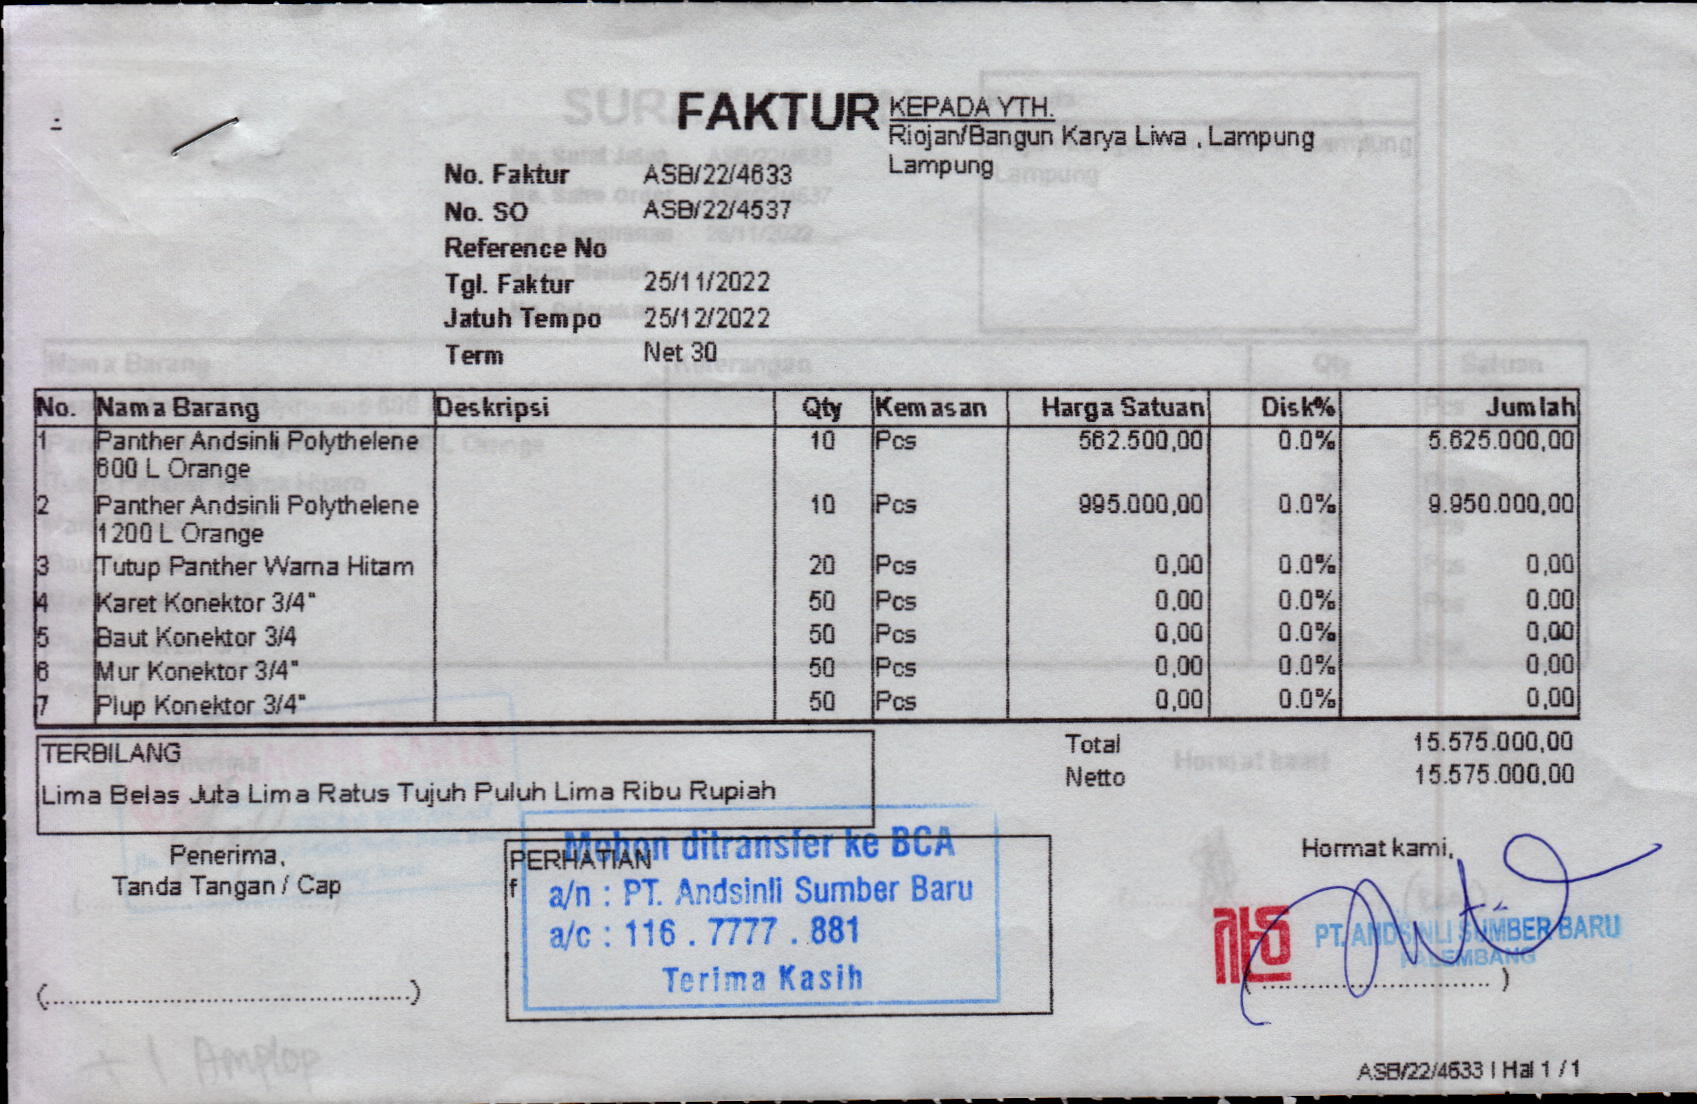 FAKTUR
KEPADA YTH.
Riojan/Bangun Karya Liwa , Lampung
Lampung
No. Faktur ASB/22/4633
No. SO ASB/22/4537
Reference No
Tgl. Faktur 25/11/2022
Jatuh Tempo 25/12/2022
Term Net 30
No. Nama Barang Deskripsi Qty Kemasan Harga Satuan Disk% Jumlah
1 Panther Andsinli Polythelene 10 Pcs 562.500,00 0.0% 5.625.000,00
600 L Orange
2 Panther Andsinli Polythelene 10 Pcs 995.000,00 0.0% 9.950.000,00
1200 L Orange
3 Tutup Panther Warna Hitam 20 Pcs 0,00 0.0% 0,00
4 Karet Konektor 3/4" 50 Pcs 0,00 0.0% 0,00
5 Baut Konektor 3/4 50 Pcs 0,00 0.0% 0,00
6 Mur Konektor 3/4" 50 Pcs 0,00 0.0% 0,00
7 Plup Konektor 3/4" 50 Pcs 0,00 0.0% 0,00
TERBILANG
Lima Belas Juta Lima Ratus Tujuh Puluh Lima Ribu Rupiah
Total 15.575.000,00
Netto 15.575.000,00
Penerima,
Tanda Tangan / Cap
(................................................)
PERHATIAN
f
Mohon ditransfer ke BCA
a/n : PT. Andsinli Sumber Baru
a/c : 116 . 7777 . 881
Terima Kasih
Hormat kami,
PT. ANDSINLI SUMBER BARU
PALEMBANG
(................................)
+ 1 Amplop
ASB/22/4633 | Hal 1 / 1